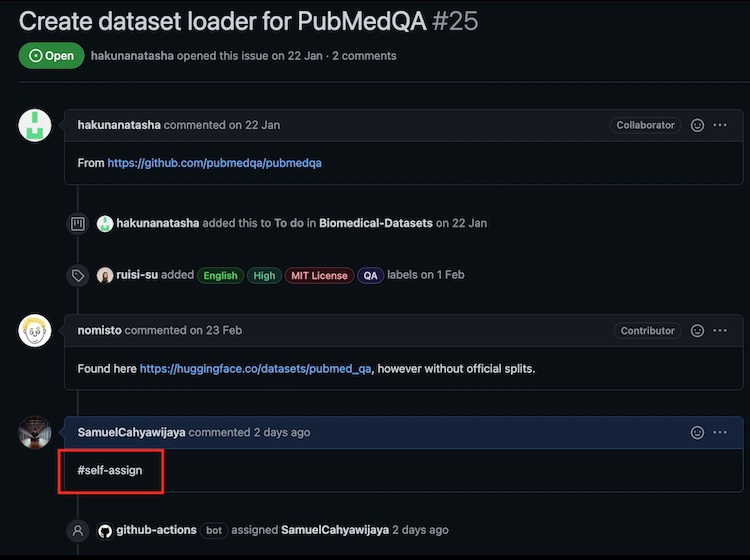 Create dataset loader for PubMedQA #25
Open hakunanatasha opened this issue on 22 Jan · 2 comments
hakunanatasha commented on 22 Jan Collaborator
From https://github.com/pubmedqa/pubmedqa
hakunanatasha added this to To do in Biomedical-Datasets on 22 Jan
ruisi-su added English High MIT License QA labels on 1 Feb
nomisto commented on 23 Feb Contributor
Found here https://huggingface.co/datasets/pubmed_qa, however without official splits.
SamuelCahyawijaya commented 2 days ago
#self-assign
github-actions bot assigned SamuelCahyawijaya 2 days ago